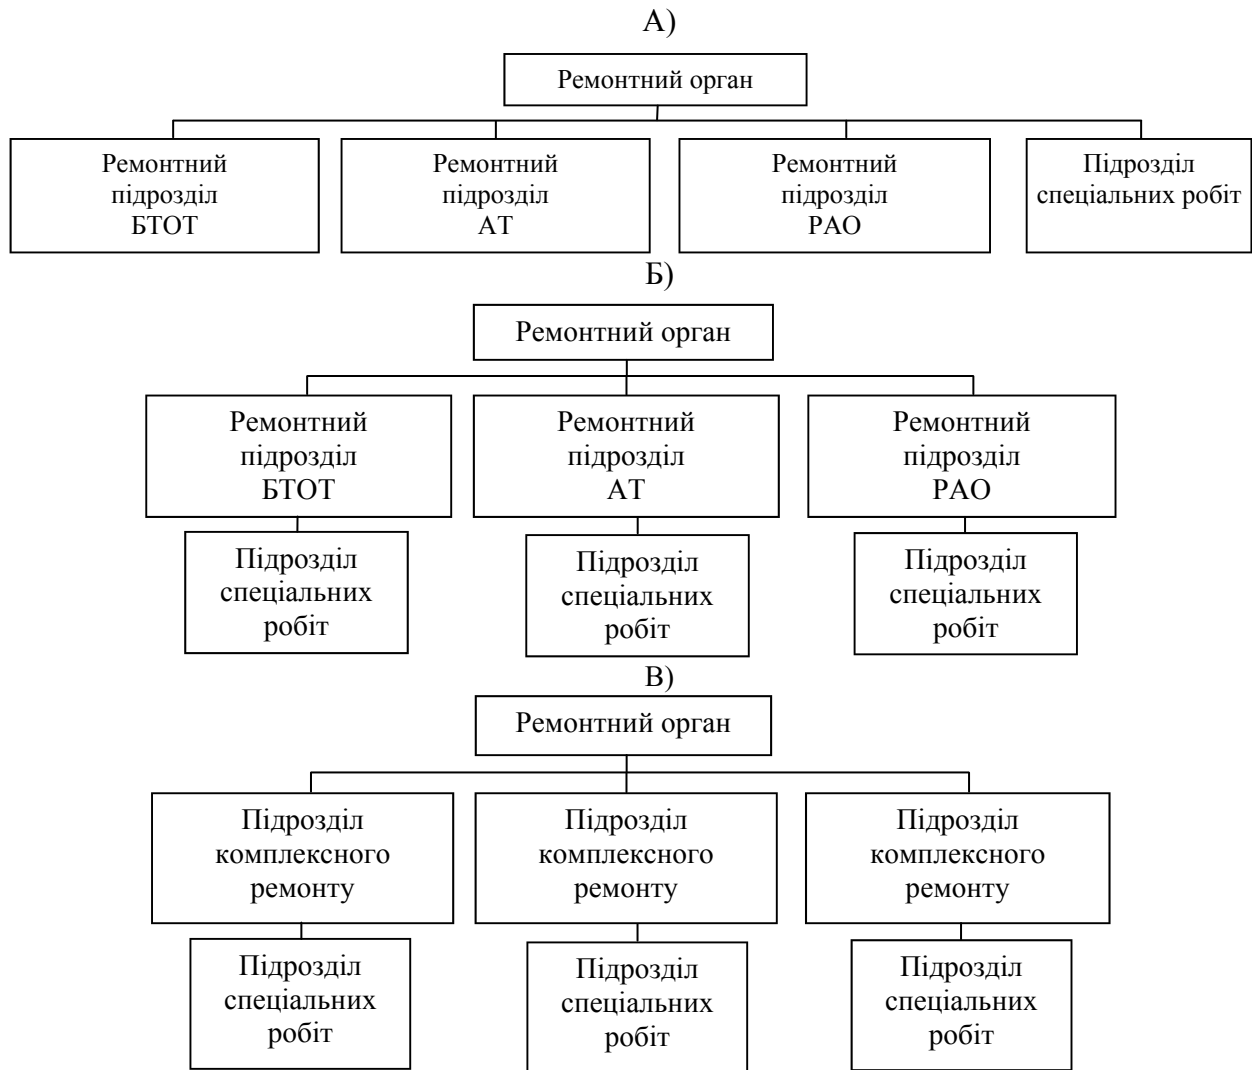 А)
Ремонтний орган
Ремонтний
підрозділ
БТОТ
Ремонтний
підрозділ
АТ
Ремонтний
підрозділ
РАО
Підрозділ
спеціальних робіт
Б)
Ремонтний орган
Ремонтний
підрозділ
БТОТ
Ремонтний
підрозділ
АТ
Ремонтний
підрозділ
РАО
Підрозділ
спеціальних
робіт
Підрозділ
спеціальних
робіт
Підрозділ
спеціальних
робіт
В)
Ремонтний орган
Підрозділ
комплексного
ремонту
Підрозділ
комплексного
ремонту
Підрозділ
комплексного
ремонту
Підрозділ
спеціальних
робіт
Підрозділ
спеціальних
робіт
Підрозділ
спеціальних
робіт